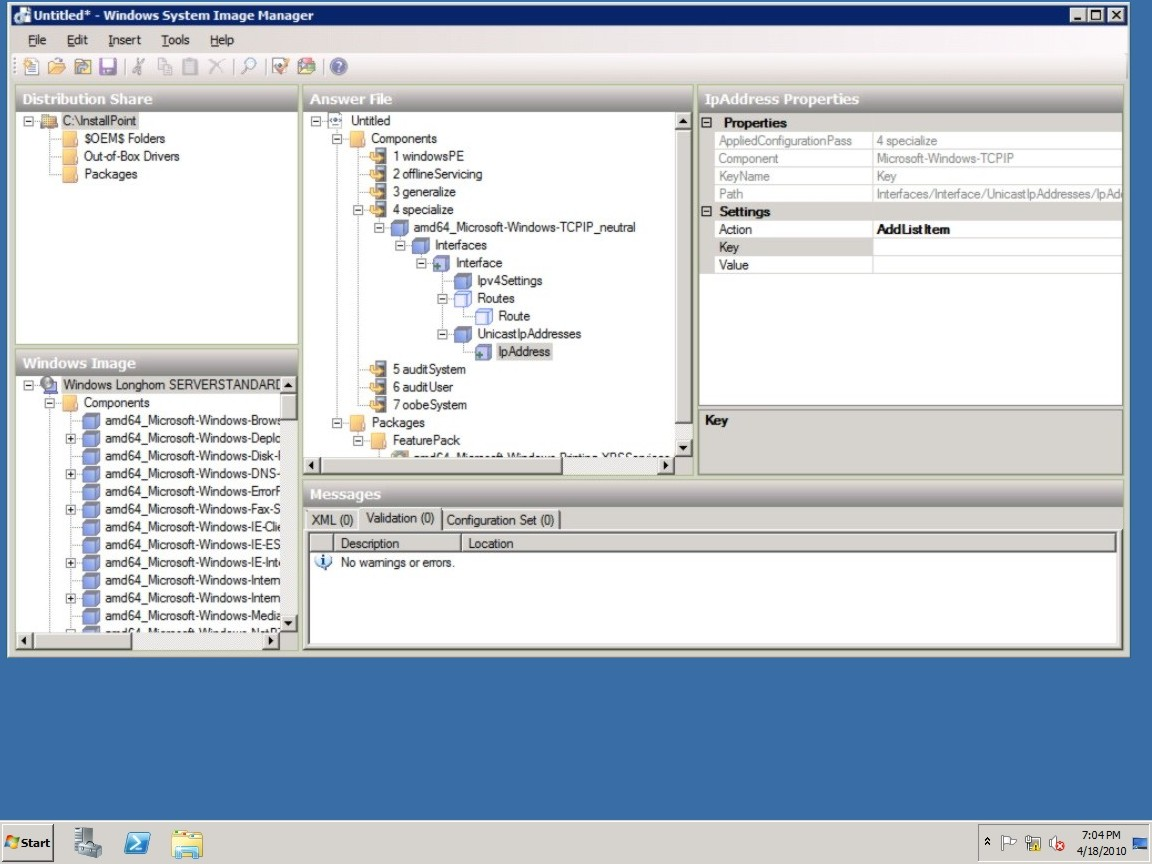 Untitled* - Windows System Image Manager
File Edit Insert Tools Help
Distribution Share
C:\InstallPoint
$OEM$ Folders
Out-of-Box Drivers
Packages
Windows Image
Windows Longhorn SERVERSTANDARD
Components
amd64_Microsoft-Windows-Brows
amd64_Microsoft-Windows-Deplo
amd64_Microsoft-Windows-Disk-
amd64_Microsoft-Windows-DNS-
amd64_Microsoft-Windows-ErrorF
amd64_Microsoft-Windows-Fax-S
amd64_Microsoft-Windows-IE-Clie
amd64_Microsoft-Windows-IE-ES
amd64_Microsoft-Windows-IE-Inte
amd64_Microsoft-Windows-Intern
amd64_Microsoft-Windows-Intern
amd64_Microsoft-Windows-Media
Answer File
Untitled
Components
1 windowsPE
2 offlineServicing
3 generalize
4 specialize
amd64_Microsoft-Windows-TCPIP_neutral
Interfaces
Interface
Ipv4Settings
Routes
Route
UnicastIpAddresses
IpAddress
5 auditSystem
6 auditUser
7 oobeSystem
Packages
FeaturePack
IpAddress Properties
Properties
AppliedConfigurationPass 4 specialize
Component Microsoft-Windows-TCPIP
KeyName Key
Path Interfaces/Interface/UnicastIpAddresses/IpAdd
Settings
Action AddListItem
Key
Value
Key
Messages
XML (0) Validation (0) Configuration Set (0)
Description Location
No warnings or errors.
Start
7:04 PM
4/18/2010